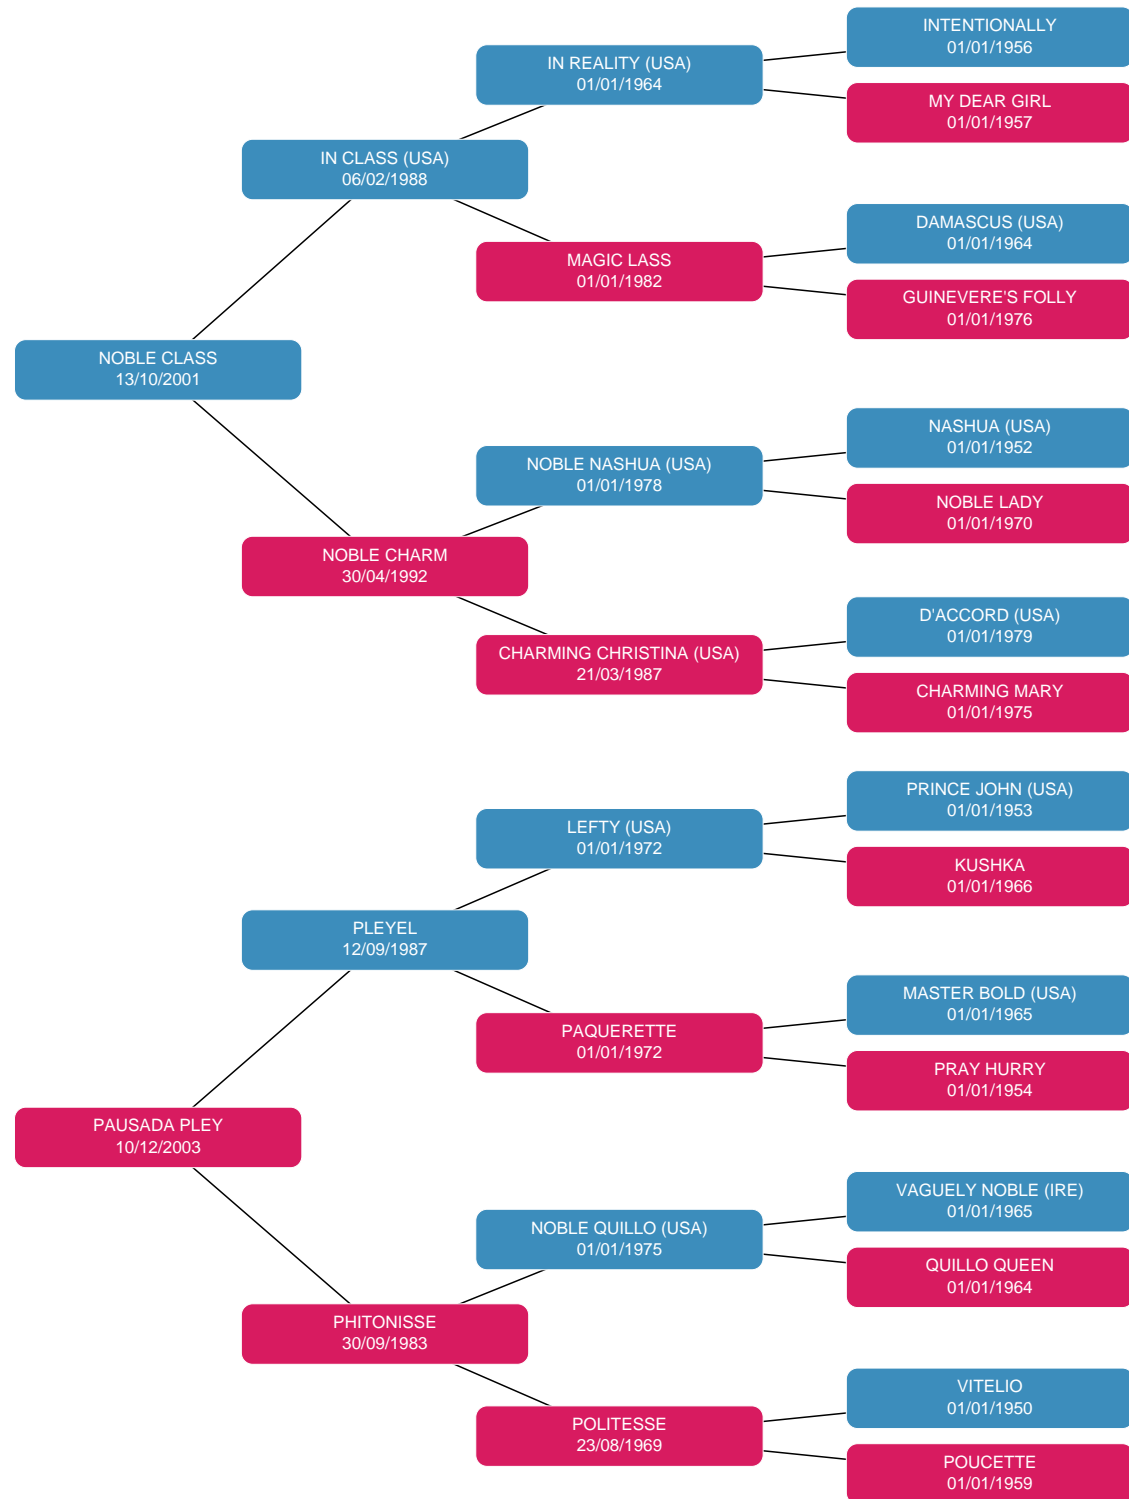 INTENTIONALLY
01/01/1956
IN REALITY (USA)
01/01/1964
MY DEAR GIRL
01/01/1957
IN CLASS (USA)
06/02/1988
DAMASCUS (USA)
01/01/1964
MAGIC LASS
01/01/1982
GUINEVERE'S FOLLY
01/01/1976
NOBLE CLASS
13/10/2001
NASHUA (USA)
01/01/1952
NOBLE NASHUA (USA)
01/01/1978
NOBLE LADY
01/01/1970
NOBLE CHARM
30/04/1992
D'ACCORD (USA)
01/01/1979
CHARMING CHRISTINA (USA)
21/03/1987
CHARMING MARY
01/01/1975
PRINCE JOHN (USA)
01/01/1953
LEFTY (USA)
01/01/1972
KUSHKA
01/01/1966
PLEYEL
12/09/1987
MASTER BOLD (USA)
01/01/1965
PAQUERETTE
01/01/1972
PRAY HURRY
01/01/1954
PAUSADA PLEY
10/12/2003
VAGUELY NOBLE (IRE)
01/01/1965
NOBLE QUILLO (USA)
01/01/1975
QUILLO QUEEN
01/01/1964
PHITONISSE
30/09/1983
VITELIO
01/01/1950
POLITESSE
23/08/1969
POUCETTE
01/01/1959